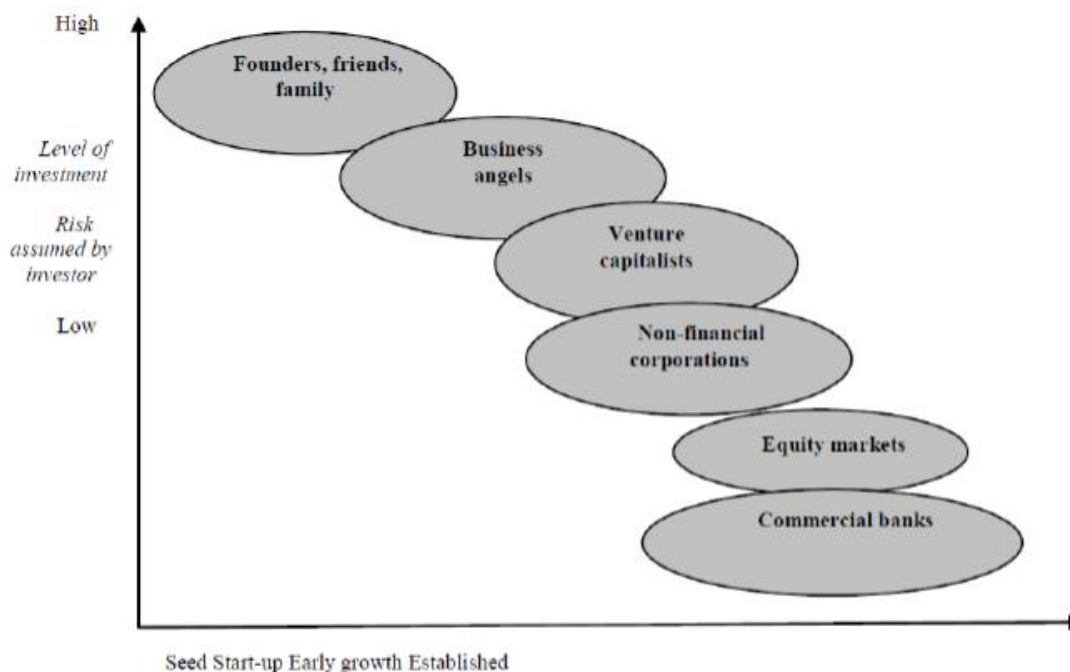 High
Founders, friends,
family
Level of
investment
Business
angels
Risk
assumed by
investor
Venture
capitalists
Low
Non-financial
corporations
Equity markets
Commercial banks
Seed Start-up Early growth Established